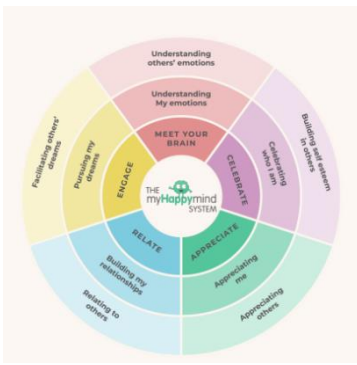 Understanding
others' emotions
Understanding
My emotions
MEET YOUR
BRAIN
Building self esteem
in others
Celebrating
who I am
CELEBRATE
Appreciating
others
Appreciating
me
APPRECIATE
Relating to
others
Building my
relationships
RELATE
Facilitating others'
dreams
Pursuing my
dreams
ENGAGE
THE
myHappymind
SYSTEM